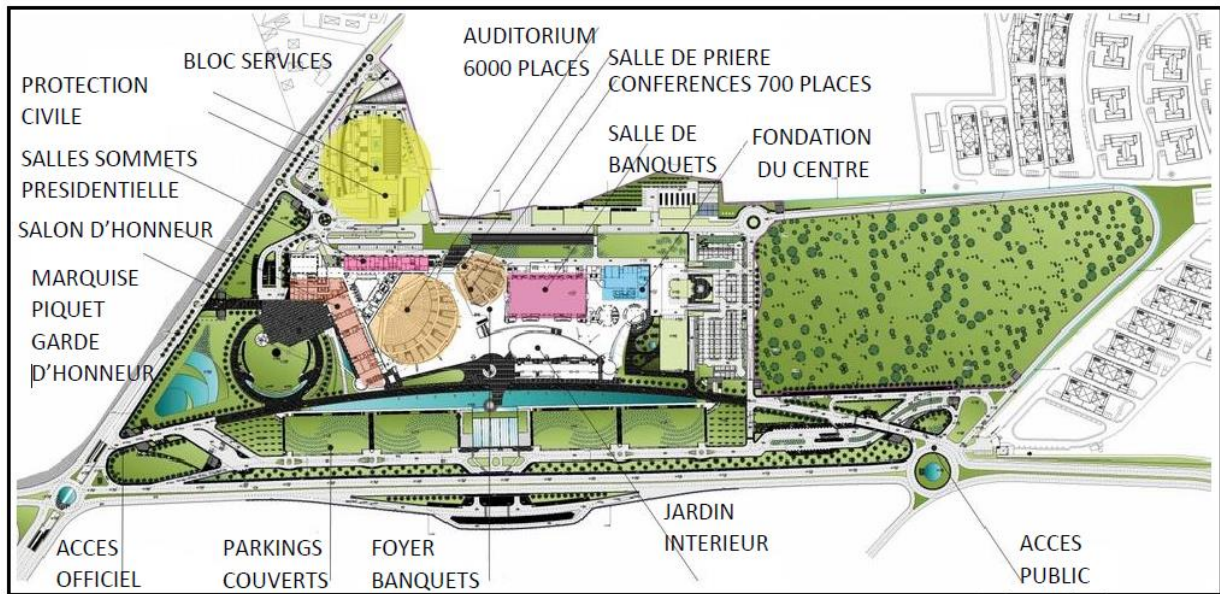 BLOC SERVICES
PROTECTION
CIVILE
SALLES SOMMETS
PRESIDENTIELLE
SALON D'HONNEUR
MARQUISE
PIQUET
GARDE
D'HONNEUR
AUDITORIUM
6000 PLACES
SALLE DE PRIERE
CONFERENCES 700 PLACES
SALLE DE
BANQUETS
FONDATION
DU CENTRE
ACCES
OFFICIEL
PARKINGS
COUVERTS
FOYER
BANQUETS
JARDIN
INTERIEUR
ACCES
PUBLIC